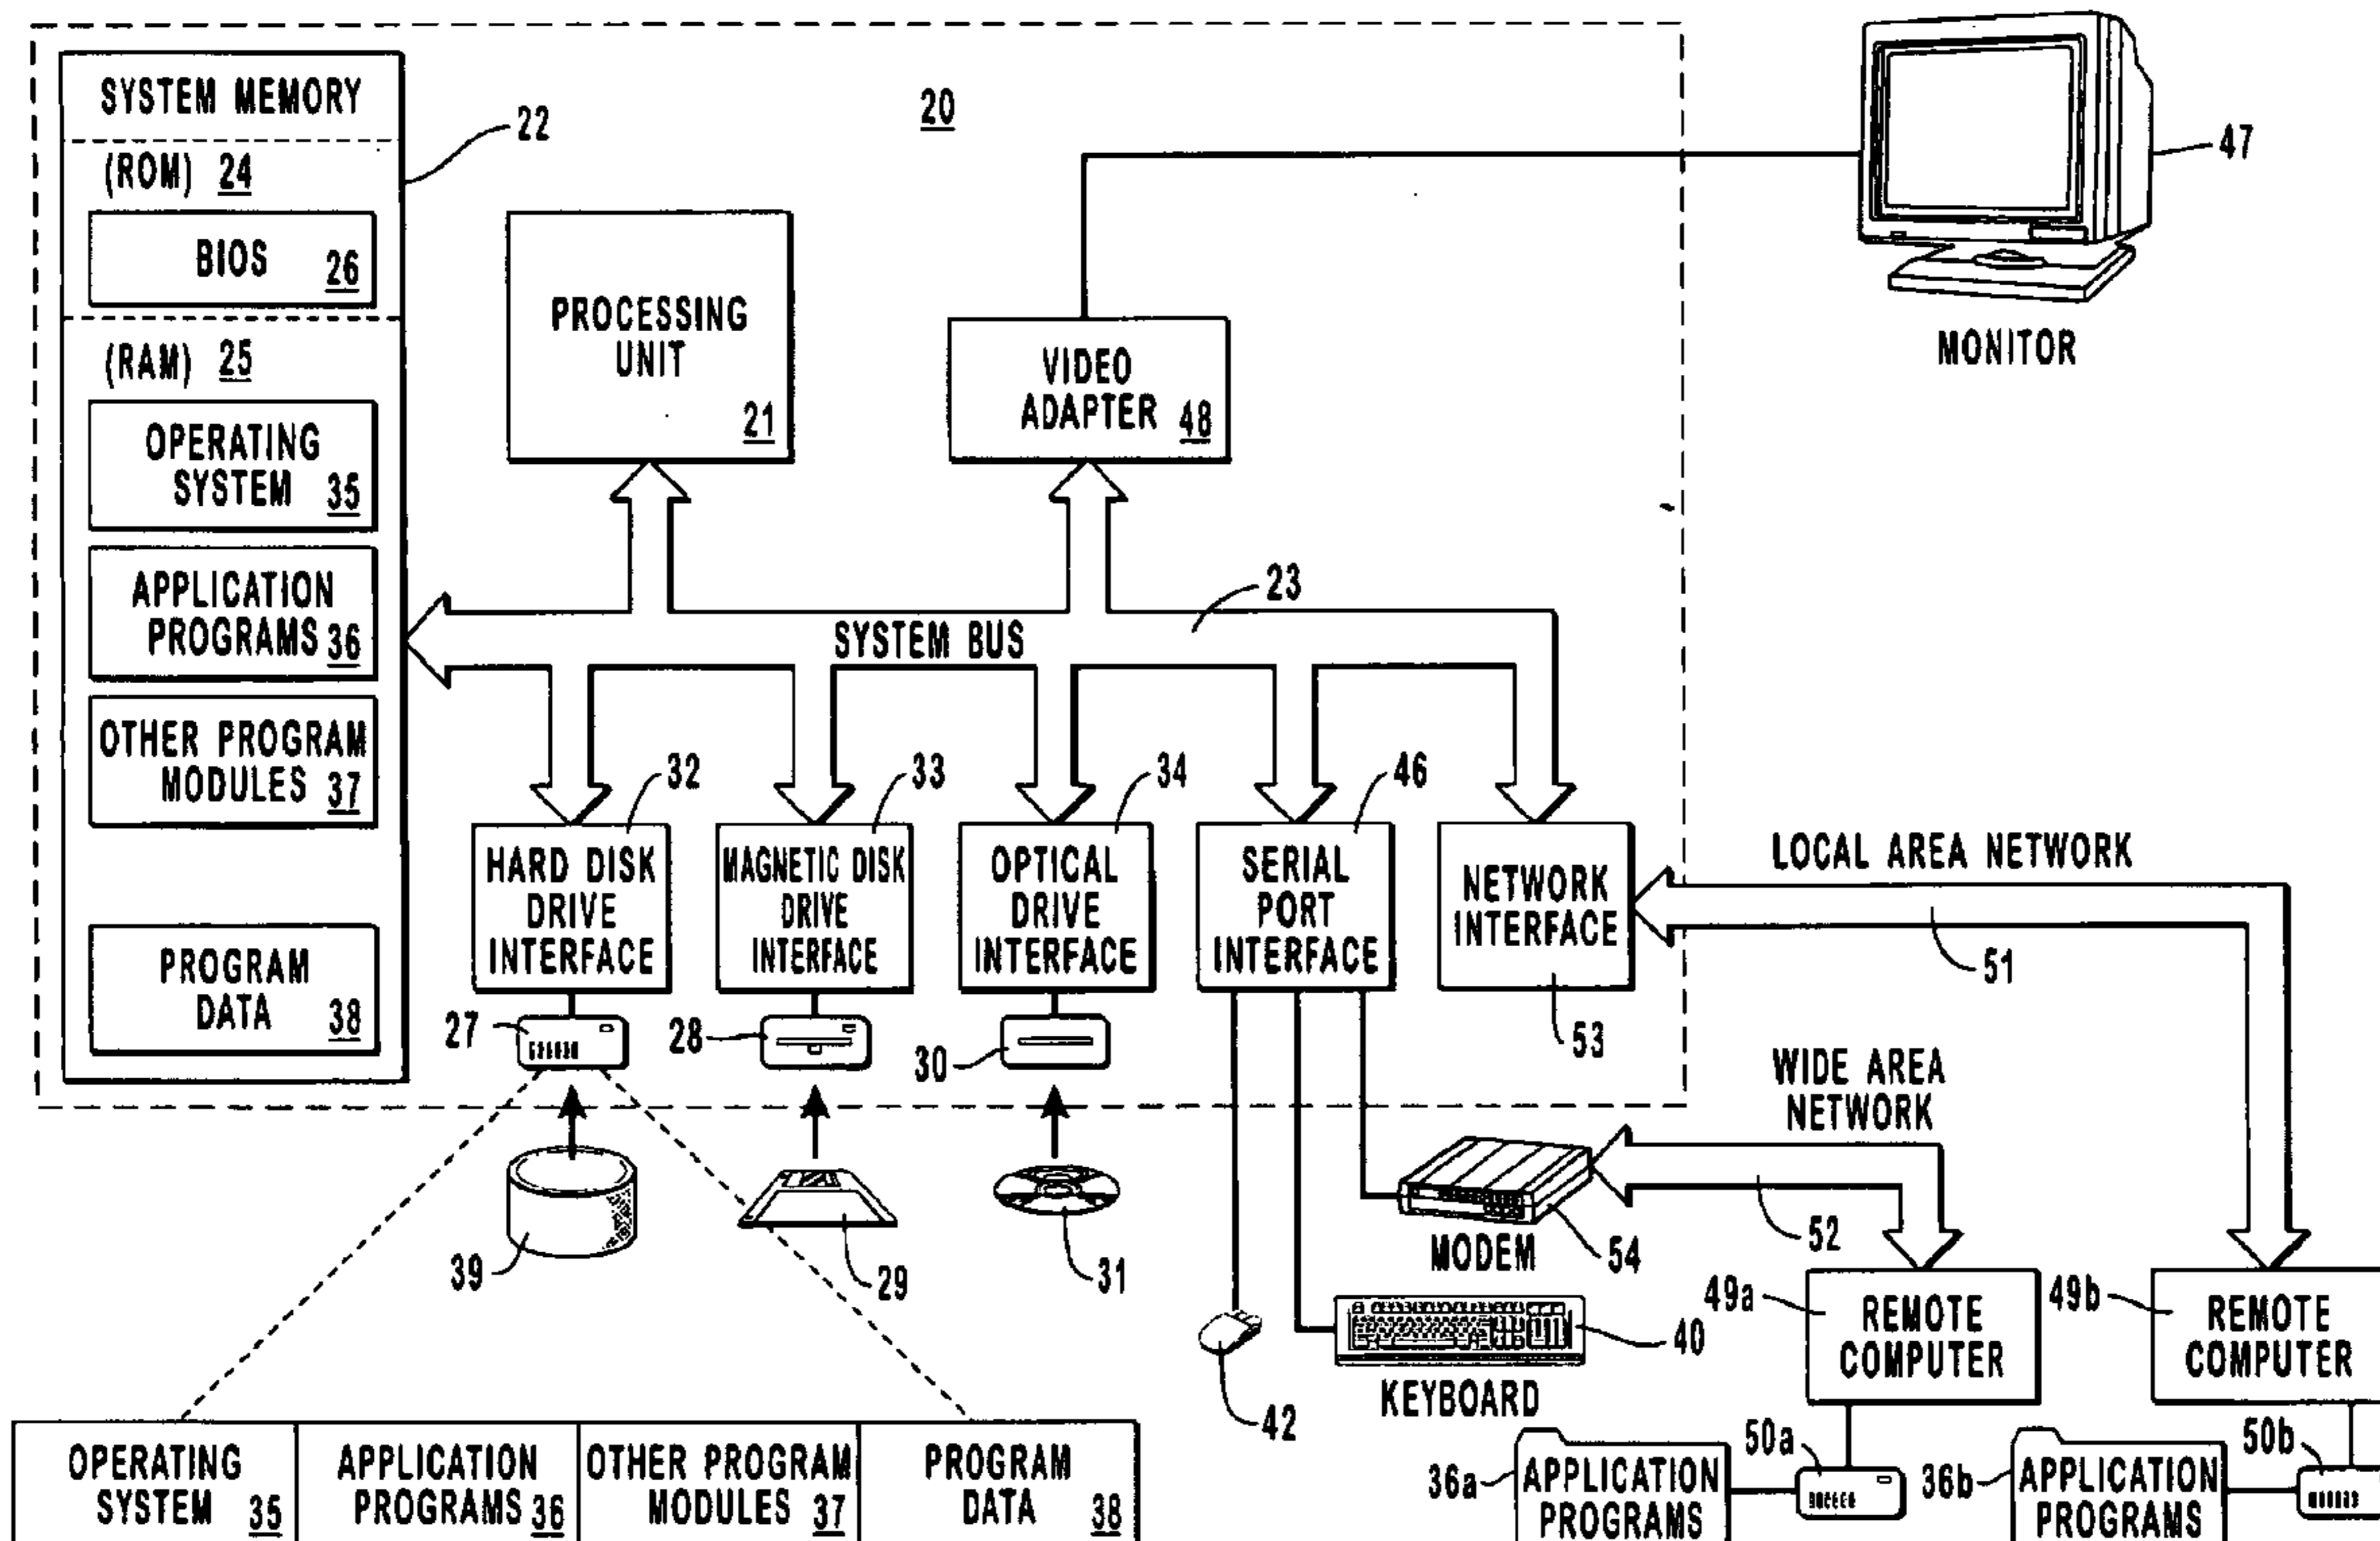 SYSTEM MEMORY
22
(ROM) 24
BIOS 26
(RAM) 25
OPERATING
SYSTEM 35
APPLICATION
PROGRAMS 36
OTHER PROGRAM
MODULES 37
PROGRAM
DATA 38
20
PROCESSING
UNIT
21
VIDEO
ADAPTER 48
47
MONITOR
23
SYSTEM BUS
32
HARD DISK
DRIVE
INTERFACE
33
MAGNETIC DISK
DRIVE
INTERFACE
34
OPTICAL
DRIVE
INTERFACE
46
SERIAL
PORT
INTERFACE
NETWORK
INTERFACE
53
LOCAL AREA NETWORK
51
27
28
30
WIDE AREA
NETWORK
52
39
29
31
MODEM
54
42
40
KEYBOARD
49a
REMOTE
COMPUTER
49b
REMOTE
COMPUTER
OPERATING
SYSTEM 35
APPLICATION
PROGRAMS 36
OTHER PROGRAM
MODULES 37
PROGRAM
DATA 38
36a
APPLICATION
PROGRAMS
50a
36b
APPLICATION
PROGRAMS
50b